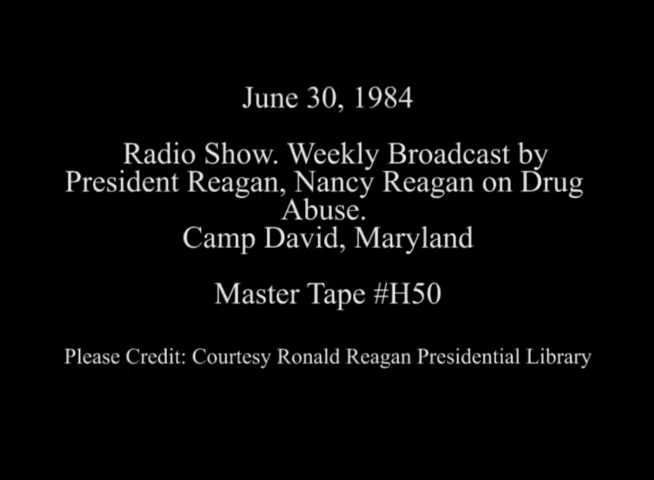 June 30, 1984
Radio Show. Weekly Broadcast by
President Reagan, Nancy Reagan on Drug
Abuse.
Camp David, Maryland
Master Tape #H50
Please Credit: Courtesy Ronald Reagan Presidential Library